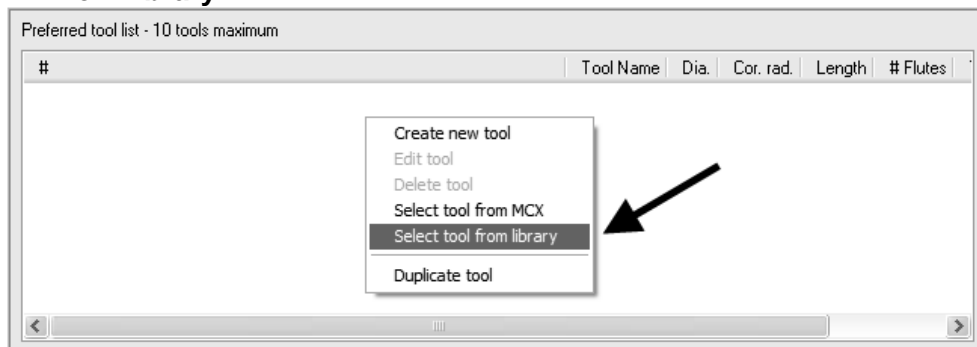 Preferred tool list - 10 tools maximum
# Tool Name Dia. Cor. rad. Length # Flutes
Create new tool
Edit tool
Delete tool
Select tool from MCX
Select tool from library
Duplicate tool